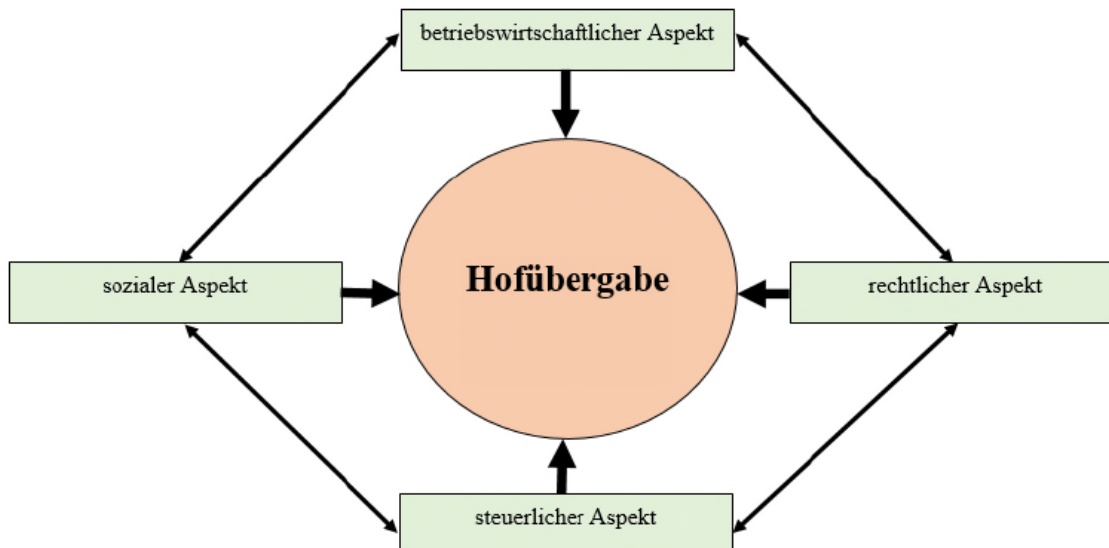 betriebswirtschaftlicher Aspekt
sozialer Aspekt
Hofübergabe
rechtlicher Aspekt
steuerlicher Aspekt